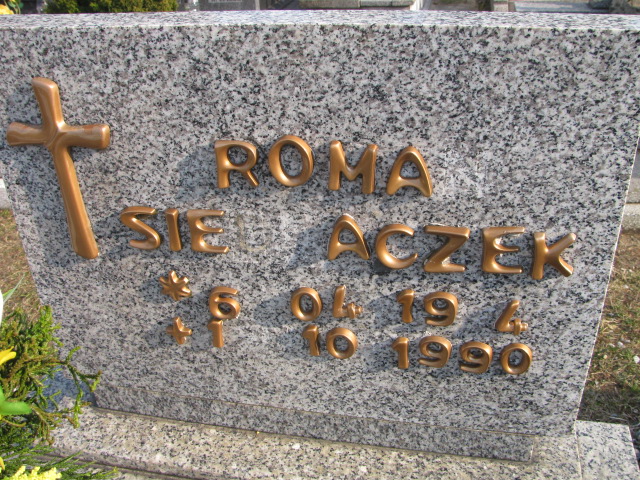 ROMA
SIE ACZEK
* 6 04 19 4
+ 1 10 1990